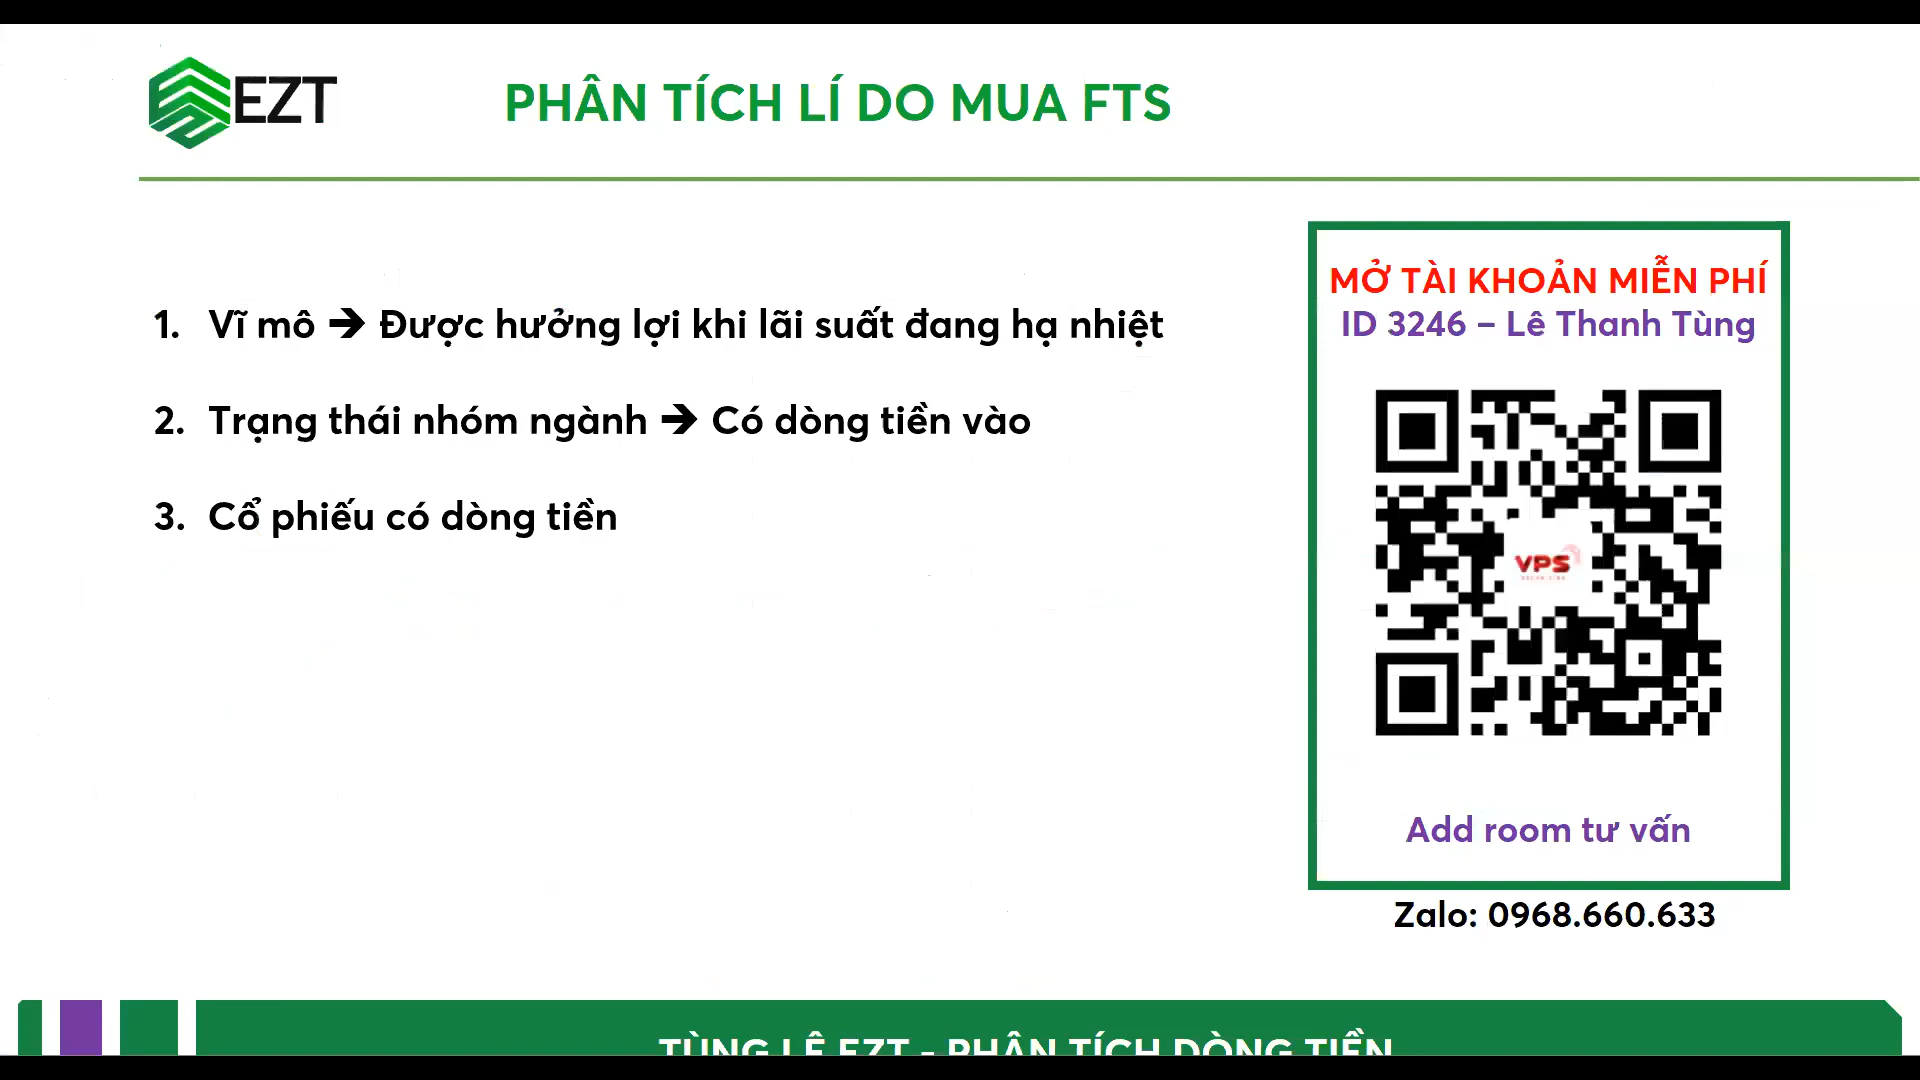 EZT
PHÂN TÍCH LÍ DO MUA FTS
1. Vĩ mô ➔ Được hưởng lợi khi lãi suất đang hạ nhiệt
2. Trạng thái nhóm ngành ➔ Có dòng tiền vào
3. Cổ phiếu có dòng tiền
MỞ TÀI KHOẢN MIỄN PHÍ
ID 3246 – Lê Thanh Tùng
VPS
Add room tư vấn
Zalo: 0968.660.633
TÙNG LÊ EZT - PHÂN TÍCH DÒNG TIỀN